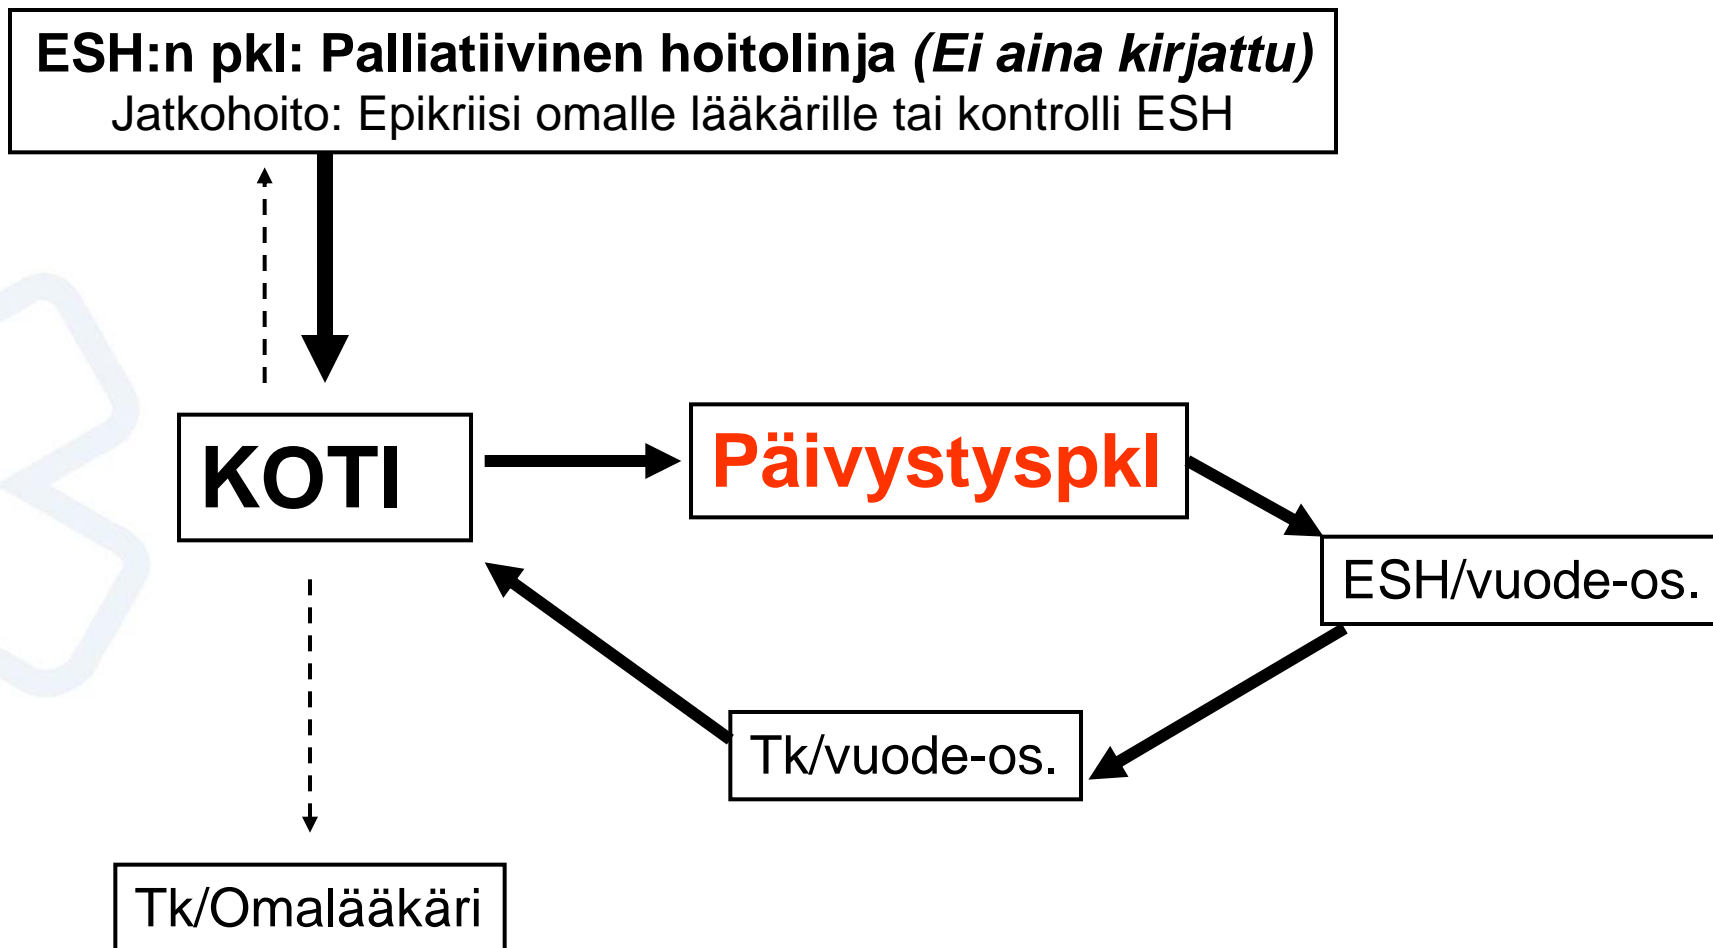 ESH:n pkl: Palliatiivinen hoitolinja (Ei aina kirjattu)
Jatkohoito: Epikriisi omalle lääkärille tai kontrolli ESH
KOTI
Päivystyspkl
ESH/vuode-os.
Tk/vuode-os.
Tk/Omalääkäri